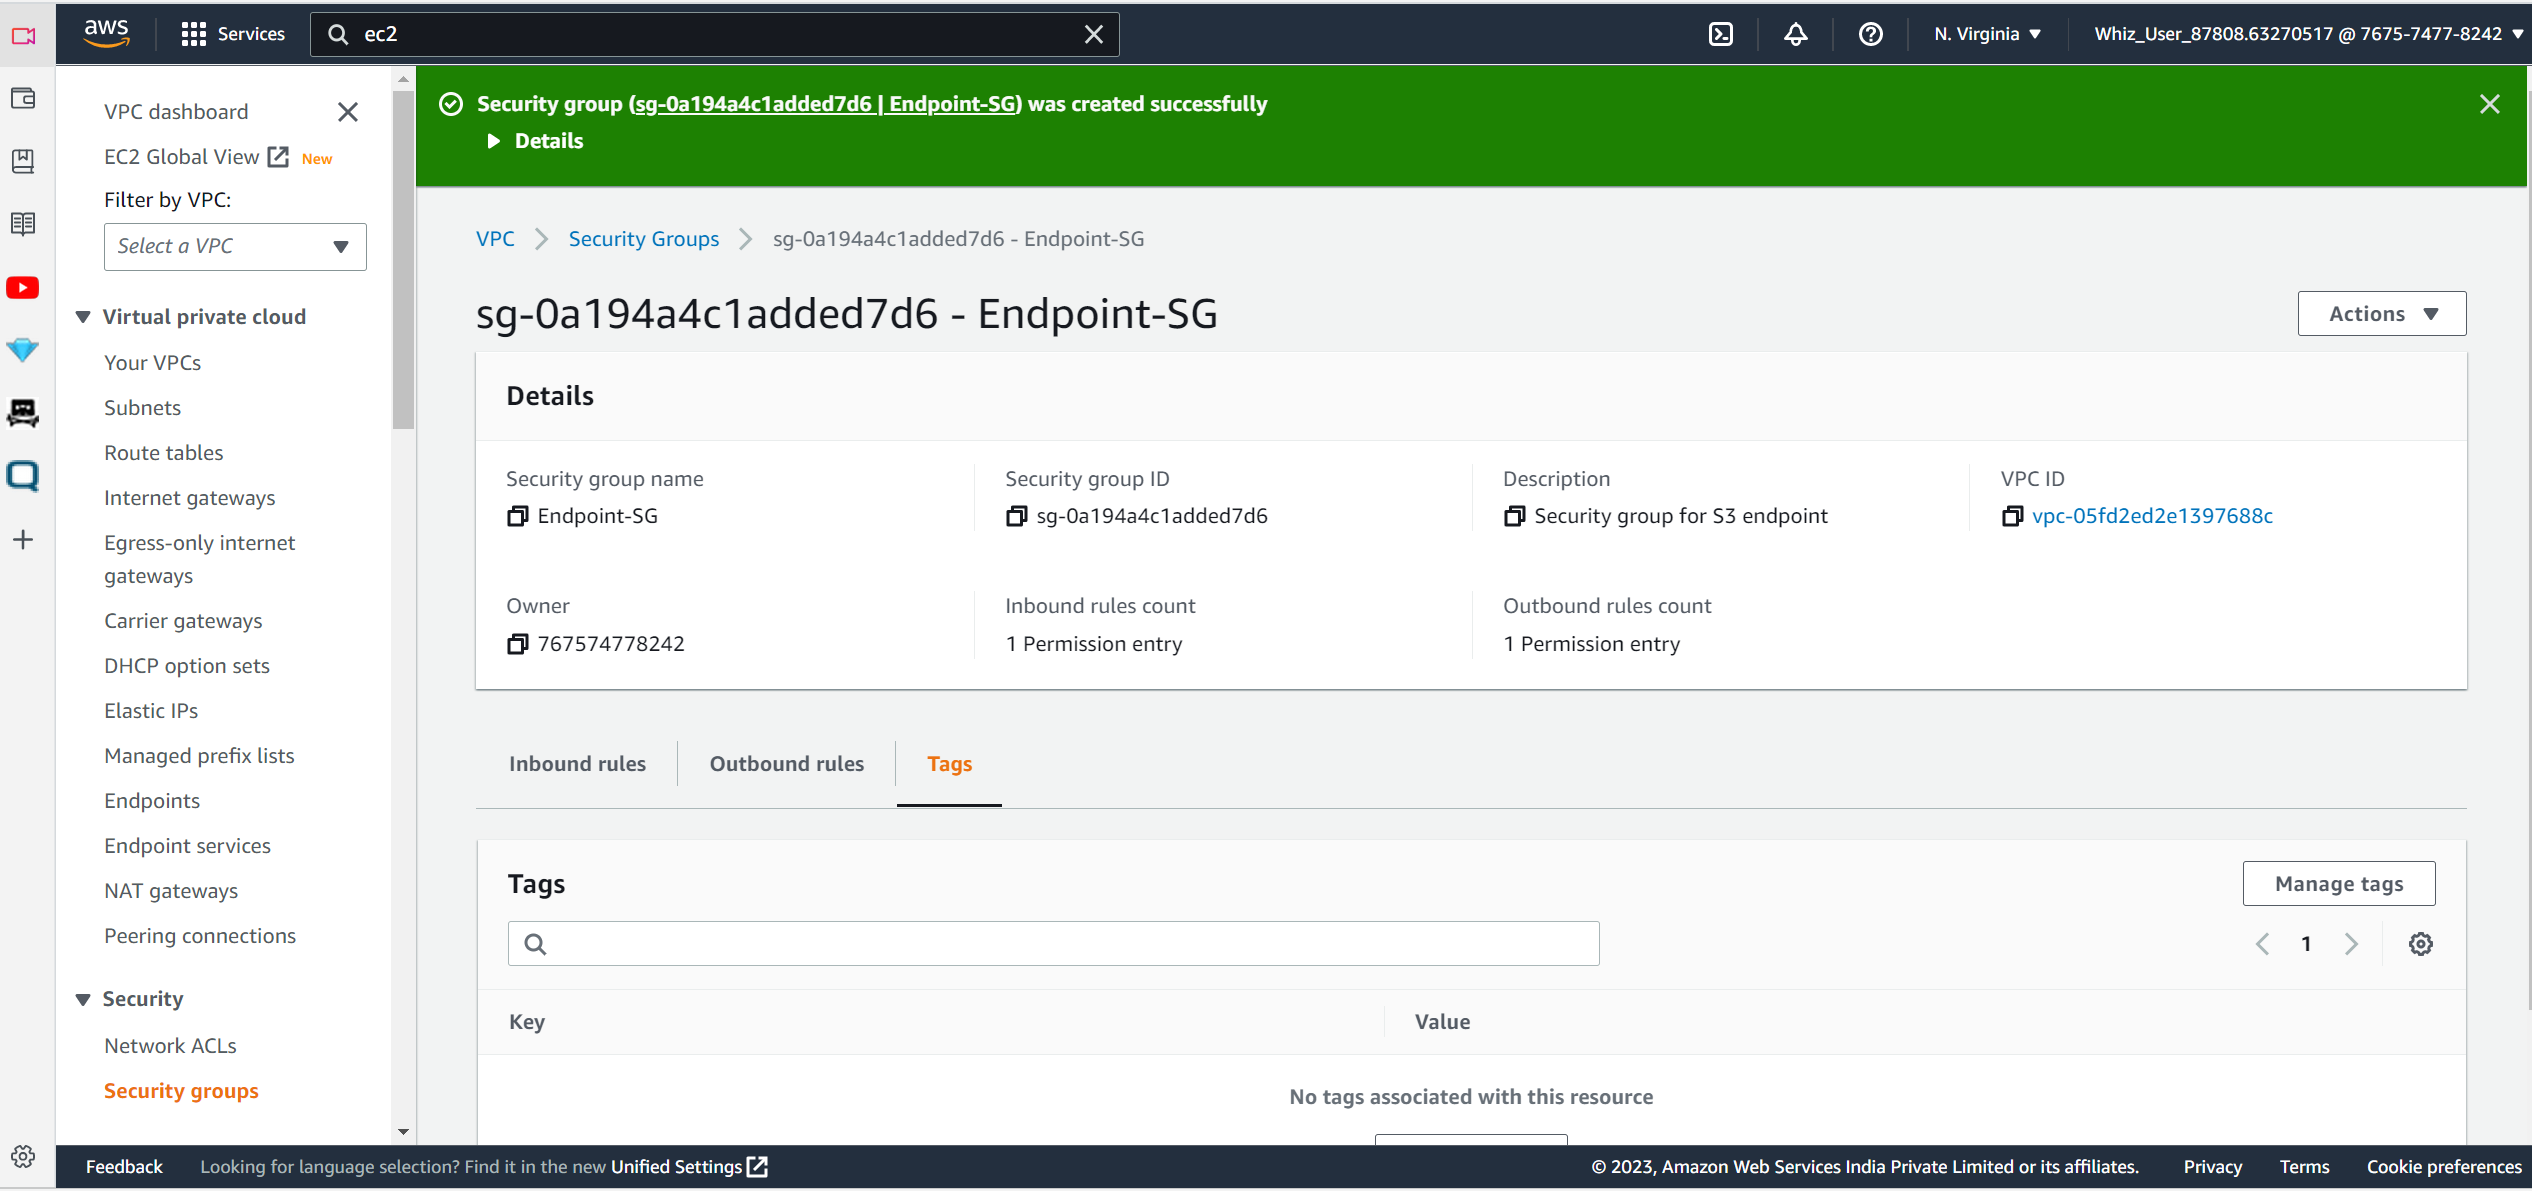 aws
Services
ec2
N. Virginia
Whiz_User_87808.63270517 @ 7675-7477-8242
VPC dashboard
EC2 Global View New
Filter by VPC:
Select a VPC
Virtual private cloud
Your VPCs
Subnets
Route tables
Internet gateways
Egress-only internet
gateways
Carrier gateways
DHCP option sets
Elastic IPs
Managed prefix lists
Endpoints
Endpoint services
NAT gateways
Peering connections
Security
Network ACLs
Security groups
Security group (sg-0a194a4c1added7d6 | Endpoint-SG) was created successfully
Details
VPC
Security Groups
sg-0a194a4c1added7d6 - Endpoint-SG
sg-0a194a4c1added7d6 - Endpoint-SG
Actions
Details
Security group name
Endpoint-SG
Security group ID
sg-0a194a4c1added7d6
Description
Security group for S3 endpoint
VPC ID
vpc-05fd2ed2e1397688c
Owner
767574778242
Inbound rules count
1 Permission entry
Outbound rules count
1 Permission entry
Inbound rules
Outbound rules
Tags
Tags
Manage tags
1
Key
Value
No tags associated with this resource
Feedback
Looking for language selection? Find it in the new Unified Settings
© 2023, Amazon Web Services India Private Limited or its affiliates.
Privacy
Terms
Cookie preferences